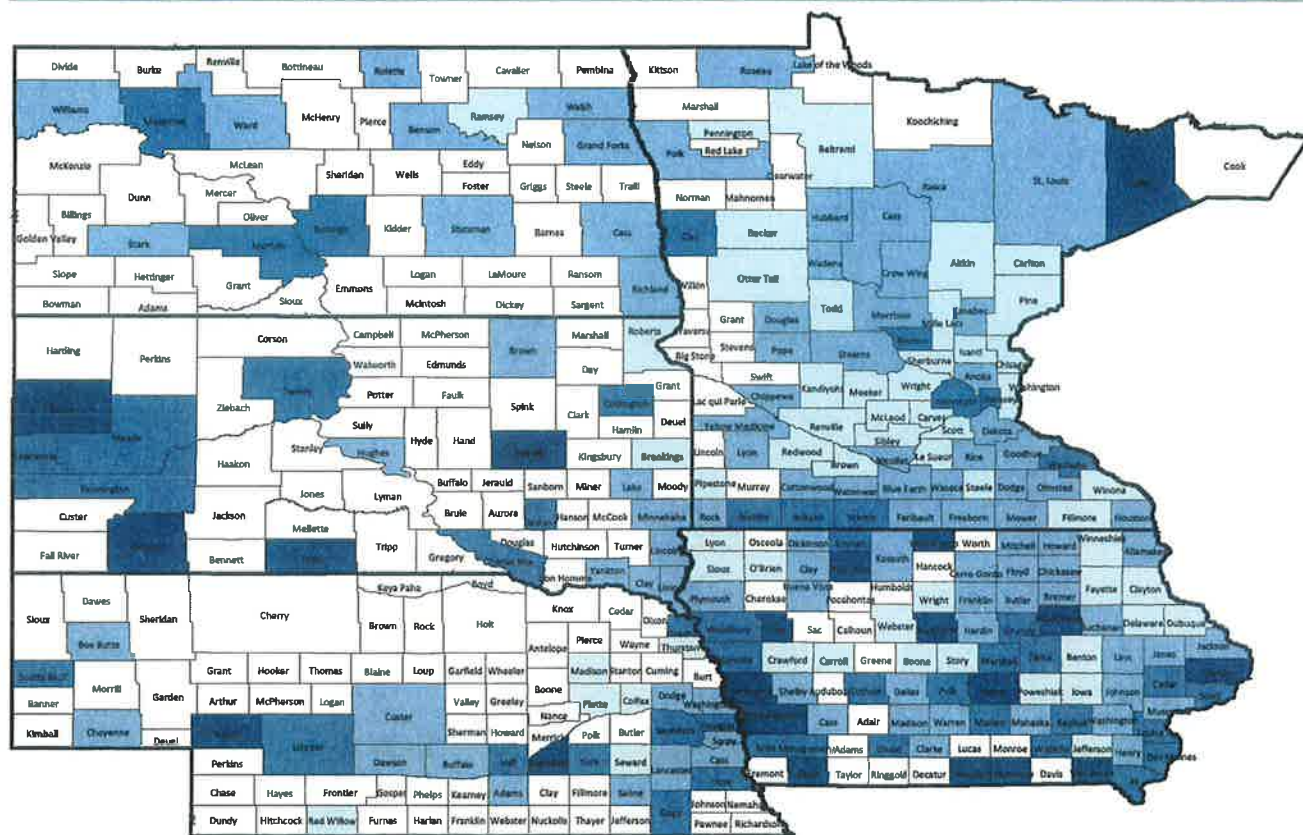 Divide Burke Renville Bottineau Rolette Towner Cavalier Pembina Kittson Roseau Lake of the Woods
Williams Ward McHenry Pierce Benson Ramsey Walsh Marshall Koochiching Cook
Nelson Grand Forks Polk Pennington Red Lake Beltrami Clearwater St. Louis
McKenzie McLean Sheridan Wells Eddy Foster Griggs Steele Traill Norman Mahnomen Itasca
Dunn Mercer Oliver Billings Golden Valley Stark Kidder Stutsman Barnes Cass Becker Hubbard Cass
Slope Hettinger Grant Sioux Emmons Logan LaMoure Ransom Richland Wilkin Otter Tail Wadena Crow Wing Aitkin Carlton
Bowman Adams McIntosh Dickey Sargent Grant Douglas Todd Morrison Mille Lacs Pine
Harding Perkins Corson Campbell McPherson Brown Marshall Roberts Big Stone Stevens Pope Stearns Sherburne Isanti
Walworth Edmunds Day Grant Swift Kandiyohi Meeker Wright Anoka Washington
Ziebach Potter Faulk Spink Clark Hamlin Deuel Lac qui Parle Chippewa McLeod Carver Scott Dakota
Meade Sully Hyde Hand Kingsbury Brookings Lincoln Lyon Yellow Medicine Renville Redwood Sibley Le Sueur Rice Goodhue
Lawrence Haakon Stanley Hughes Brown
Pennington Jones Lyman Buffalo Jerauld Sanborn Miner Lake Moody Pipestone Murray Cottonwood Watonwan Blue Earth Waseca Steele Dodge Olmsted Winona
Custer Jackson Mellette Brule Aurora Hanson McCook Minnehaha Rock Faribault Freeborn Mower Fillmore Houston
Fall River Bennett Tripp Gregory Douglas Hutchinson Turner Lincoln Lyon Osceola Dickinson Worth Mitchell Howard Winneshiek Allamakee
Bon Homme Yankton Clay Sioux O'Brien Clay Kossuth Hancock Cerro Gordo Floyd Chickasaw
Sioux Dawes Sheridan Cherry Keya Paha Boyd Knox Cedar Dixon Plymouth Cherokee Buena Vista Pocahontas Humboldt Wright Franklin Butler Bremer Fayette Clayton
Box Butte Brown Rock Holt Antelope Pierce Wayne Thurston Sac Calhoun Webster Hardin Delaware Dubuque
Grant Hooker Thomas Blaine Loup Garfield Wheeler Madison Stanton Cuming Burt Crawford Carroll Greene Boone Story Marshall Tama Benton Linn Jones Jackson
Banner Morrill Garden Arthur McPherson Logan Custer Valley Greeley Boone Platte Colfax Dodge Washington Shelby Audubon Dallas Polk Poweshiek Iowa Johnson Cedar
Kimball Cheyenne Deuel Sherman Howard Nance Merrick Polk Butler Cass Adair Madison Warren Marion Mahaska Keokuk Washington
Perkins Lincoln Dawson Buffalo Hall York Seward Lancaster Cass Adams Clarke Lucas Monroe Jefferson Henry
Chase Hayes Frontier Gosper Phelps Kearney Adams Clay Fillmore Saline Fremont Taylor Ringgold Decatur Davis
Dundy Hitchcock Red Willow Furnas Harlan Franklin Webster Nuckolls Thayer Jefferson Gage Johnson Nemaha Pawnee Richardson